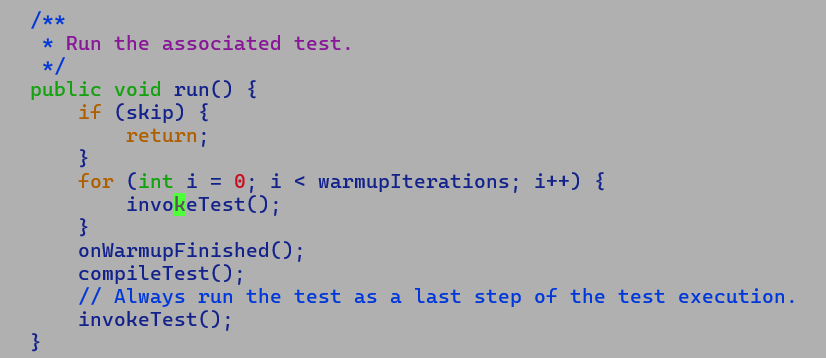 /**
 * Run the associated test.
 */
public void run() {
    if (skip) {
        return;
    }
    for (int i = 0; i < warmupIterations; i++) {
        invokeTest();
    }
    onWarmupFinished();
    compileTest();
    // Always run the test as a last step of the test execution.
    invokeTest();
}